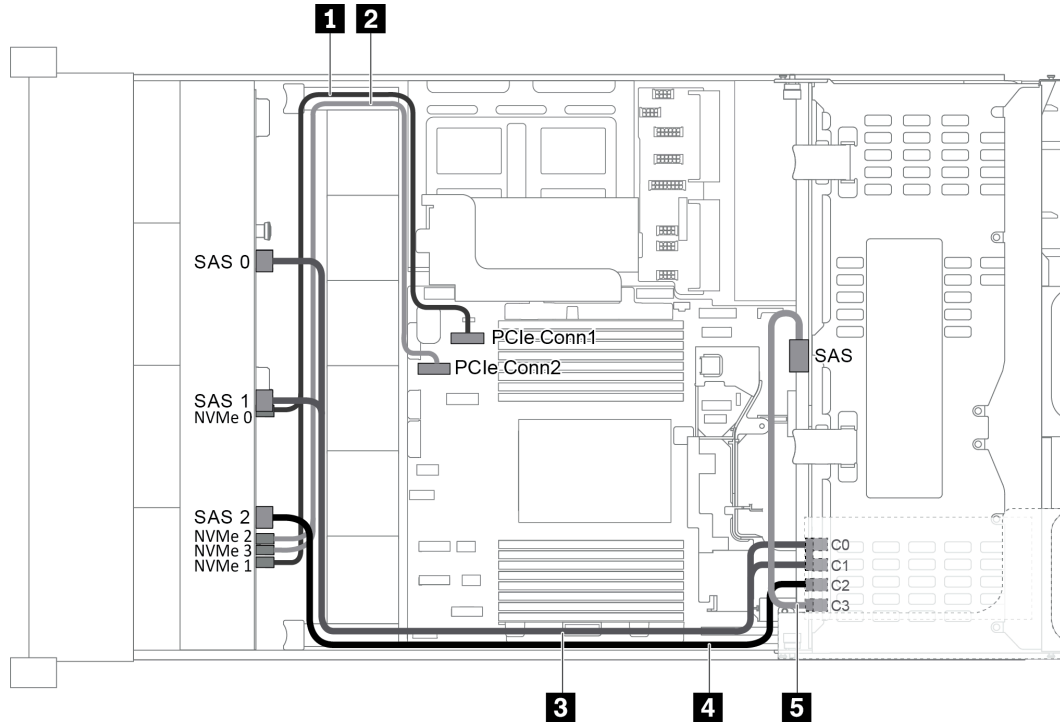 1 2
SAS 0
PCIe Conn1
SAS
PCIe Conn2
SAS 1
NVMe 0
SAS 2
NVMe 2
NVMe 3
NVMe 1
C0
C1
C2
C3
3 4 5